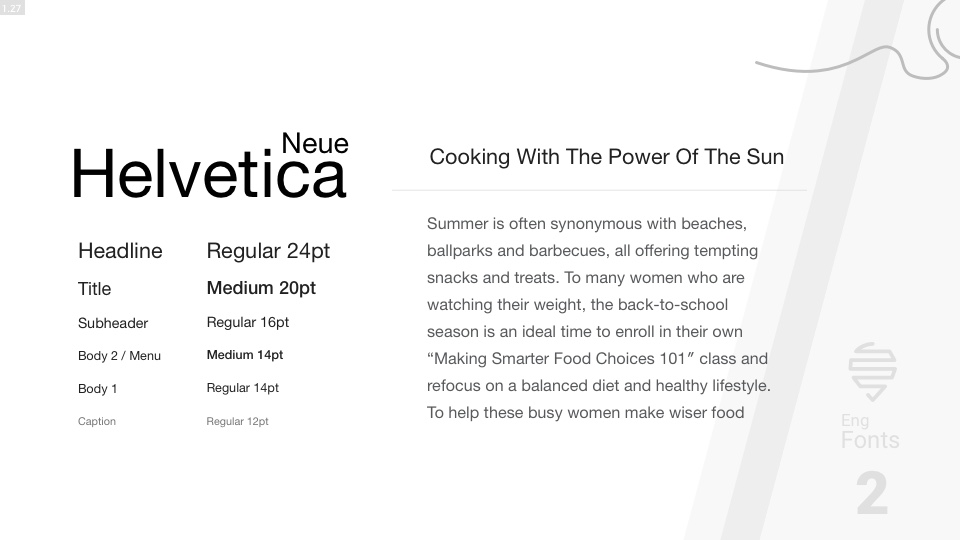 1.27
Neue
Helvetica
Headline Regular 24pt
Title Medium 20pt
Subheader Regular 16pt
Body 2 / Menu Medium 14pt
Body 1 Regular 14pt
Caption Regular 12pt
Cooking With The Power Of The Sun
Summer is often synonymous with beaches,
ballparks and barbecues, all offering tempting
snacks and treats. To many women who are
watching their weight, the back-to-school
season is an ideal time to enroll in their own
“Making Smarter Food Choices 101″ class and
refocus on a balanced diet and healthy lifestyle.
To help these busy women make wiser food
Eng
Fonts
2